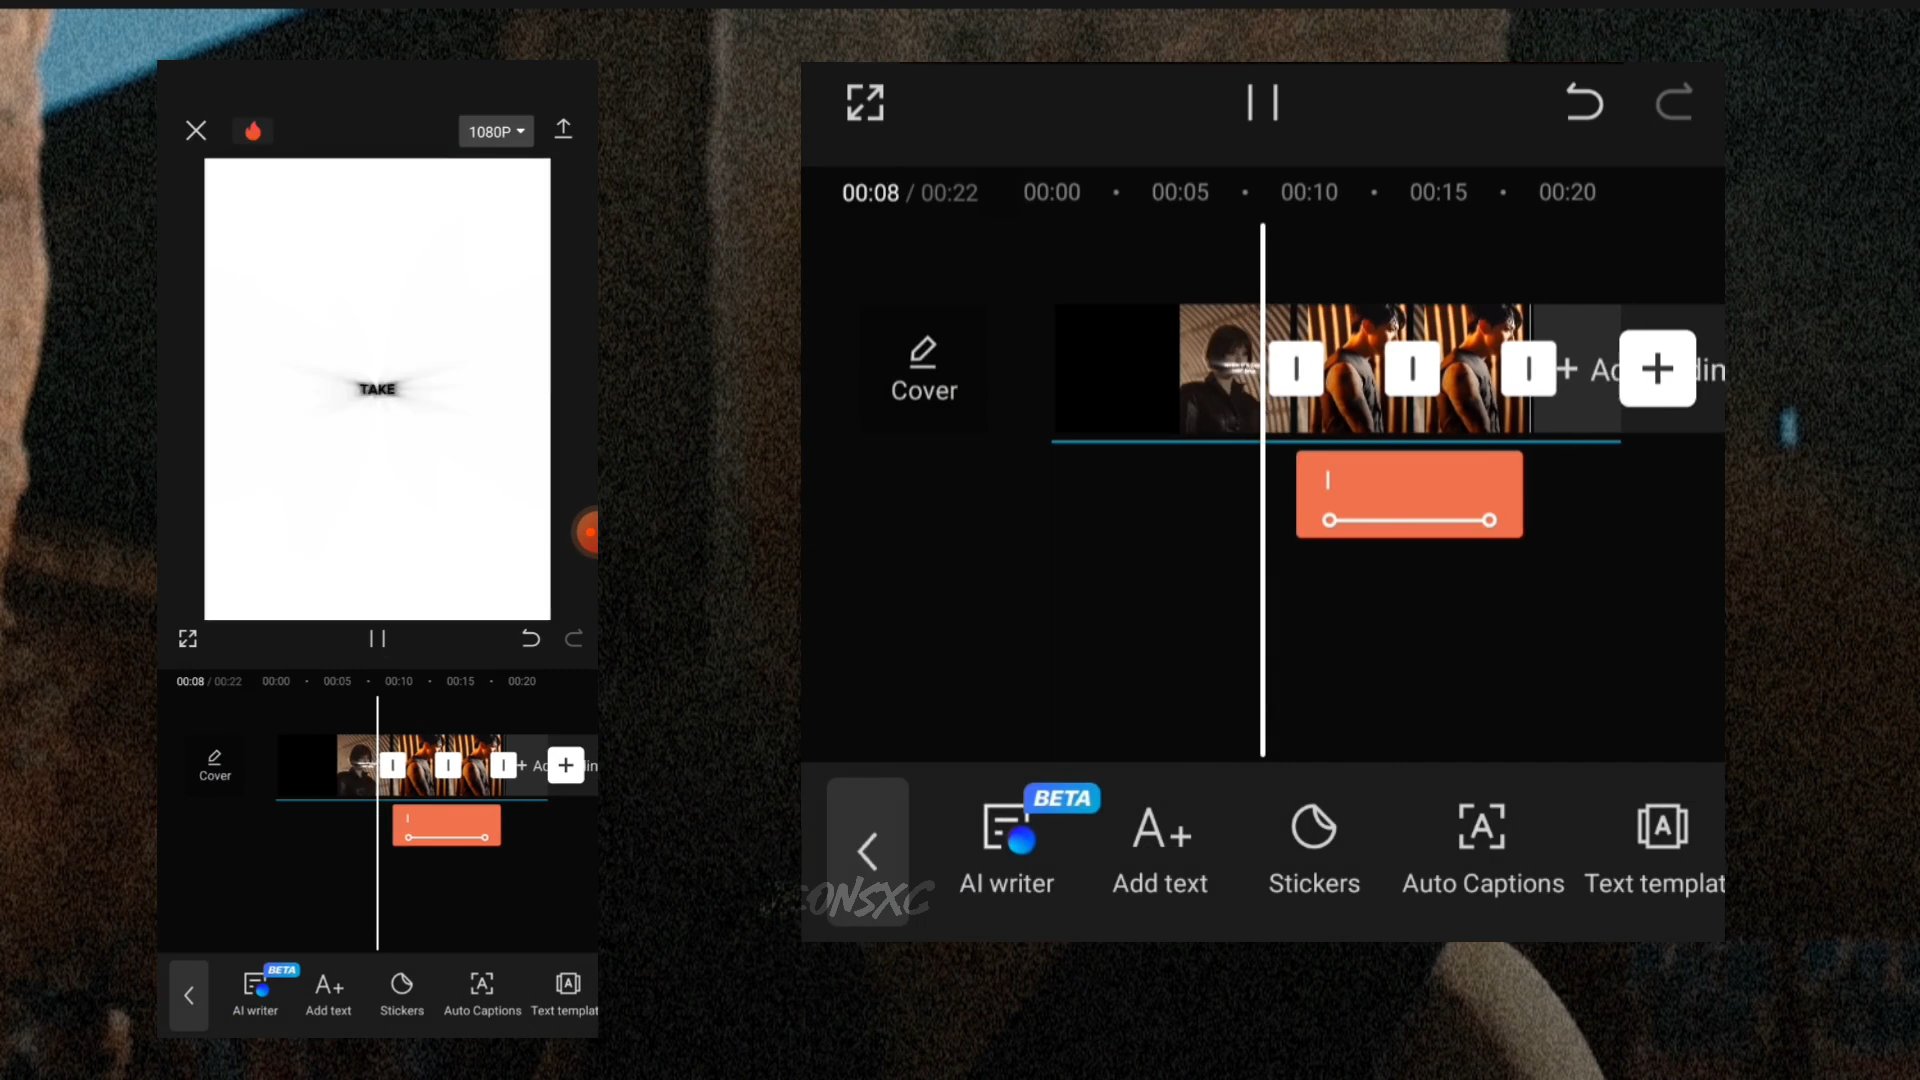 1080P
TAKE
00:08 / 00:22 00:00 00:05 00:10 00:15 00:20
Cover
Ad
BETA
AI writer Add text Stickers Auto Captions Text templat
00:08 / 00:22 00:00 00:05 00:10 00:15 00:20
Cover
BETA
AI writer Add text Stickers Auto Captions Text templat